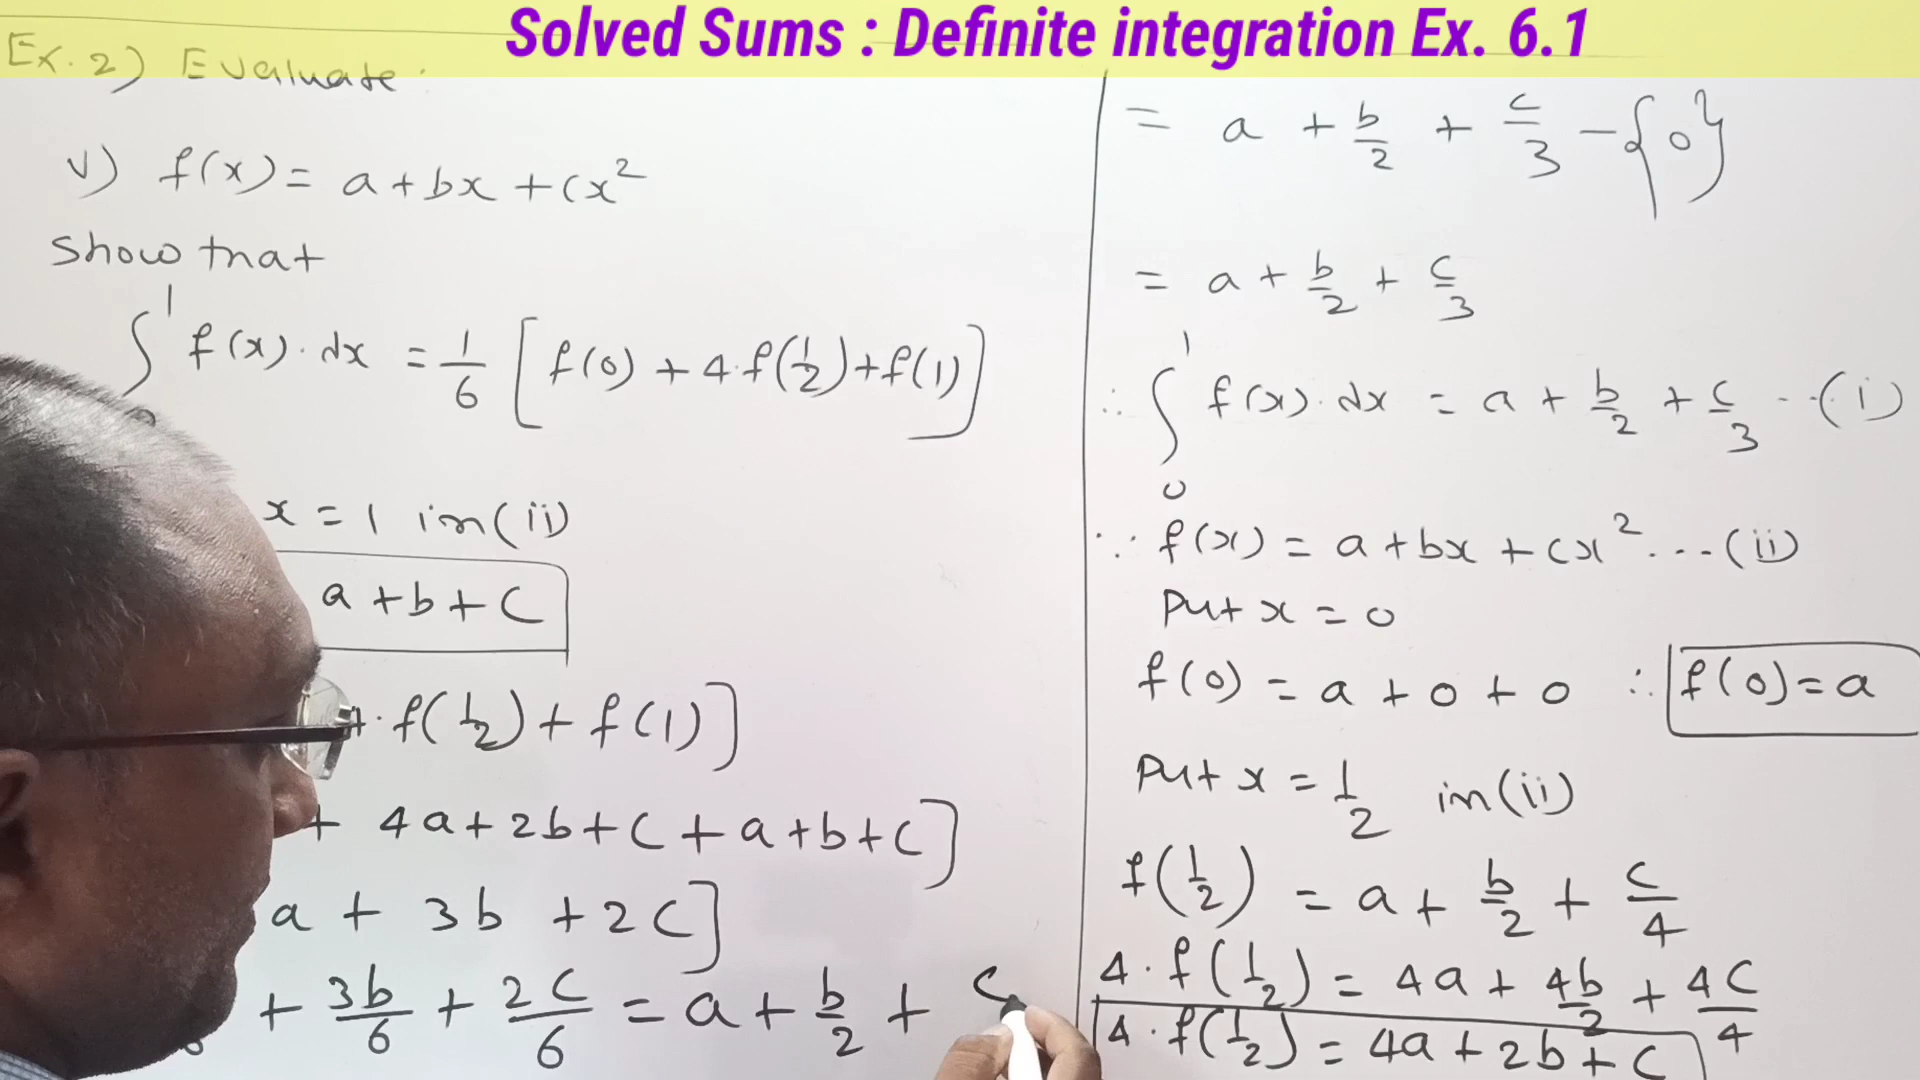 Solved Sums : Definite integration Ex. 6.1
Ex. 2) Evaluate:
v) f(x) = a + bx + cx²
Show that
∫₀¹ f(x)·dx = 1/6 [f(0) + 4·f(1/2) + f(1)]
x = 1 in (ii)
a + b + C
· f(1/2) + f(1)]
+ 4a + 2b + C + a + b + C]
a + 3b + 2C]
+ 3b/6 + 2C/6 = a + b/2 + C
= a + b/2 + c/3 - {0}
= a + b/2 + c/3
∴ ∫₀¹ f(x)·dx = a + b/2 + c/3 ...(i)
∵ f(x) = a + bx + cx² ...(ii)
Put x = 0
f(0) = a + 0 + 0 ∴ f(0) = a
Put x = 1/2 in (ii)
f(1/2) = a + b/2 + c/4
4·f(1/2) = 4a + 4b/2 + 4C/4
4·f(1/2) = 4a + 2b + C